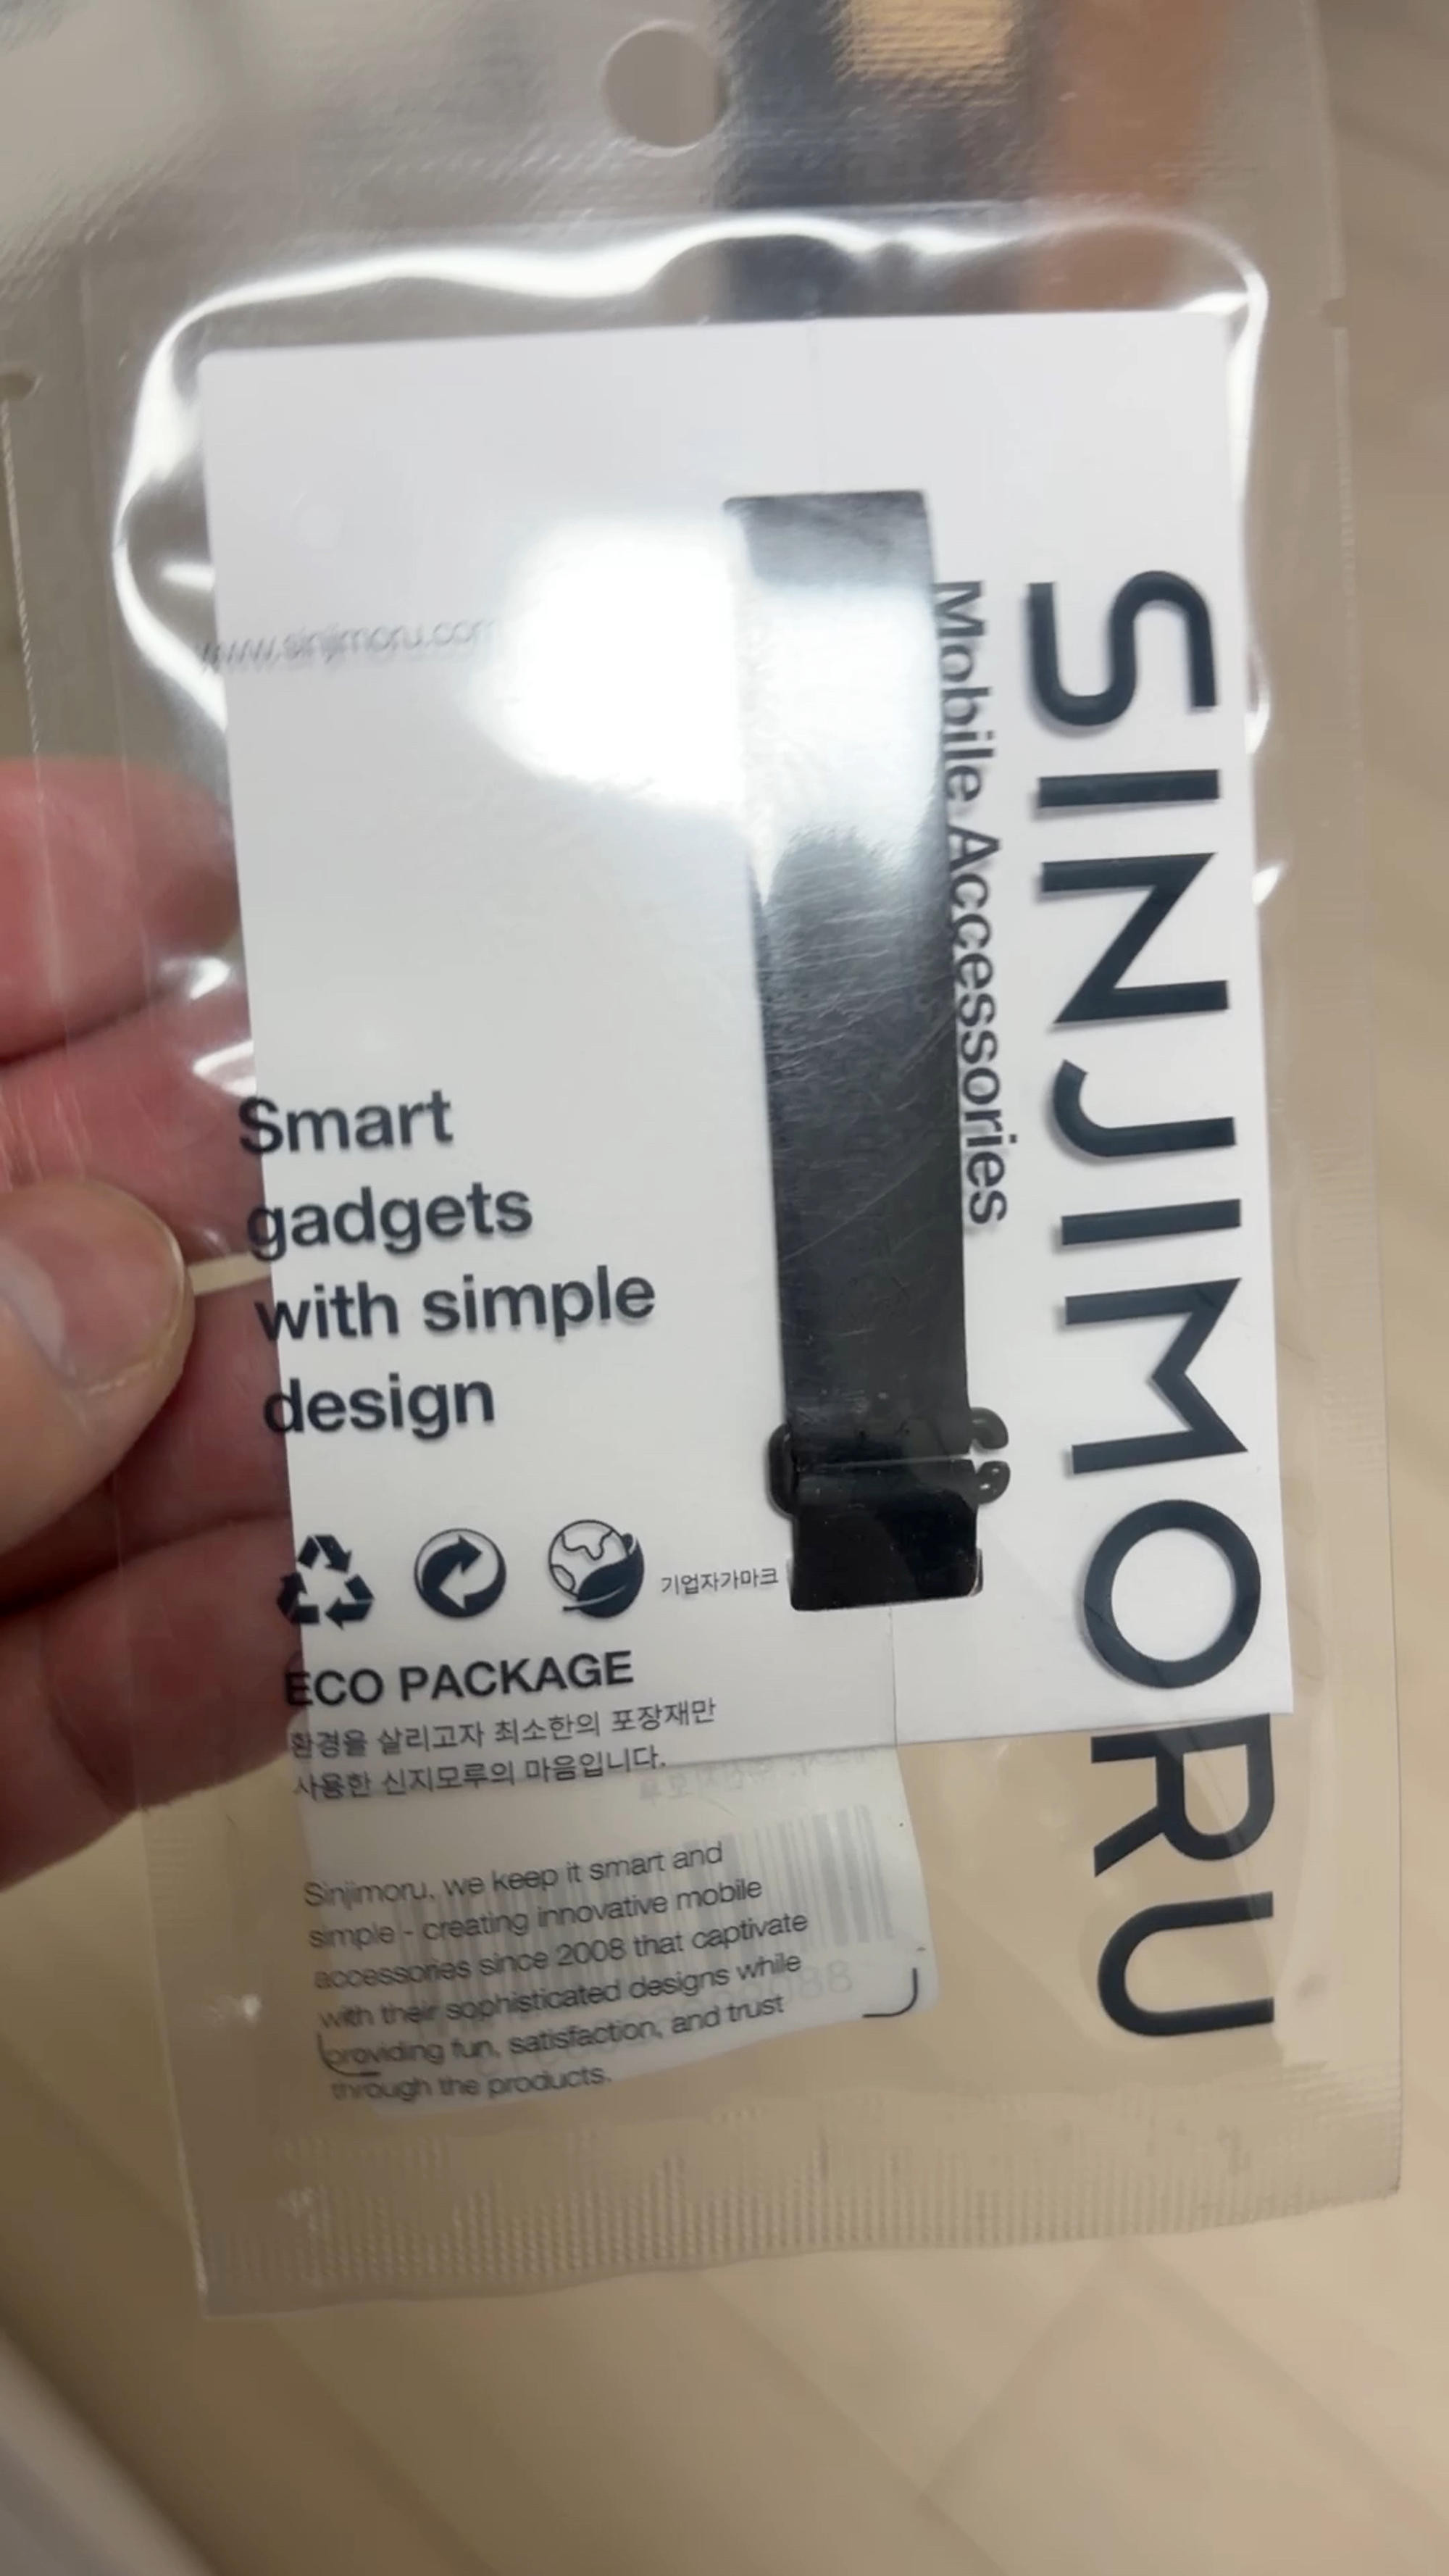 SINJIMORU
Mobile Accessories
www.sinjimoru.com
Smart
gadgets
with simple
design
기업자가마크
ECO PACKAGE
환경을 살리고자 최소한의 포장재만
사용한 신지모루의 마음입니다.
Sinjimoru, we keep it smart and
simple - creating innovative mobile
accessories since 2008 that captivate
with their sophisticated designs while
providing fun, satisfaction, and trust
through the products.